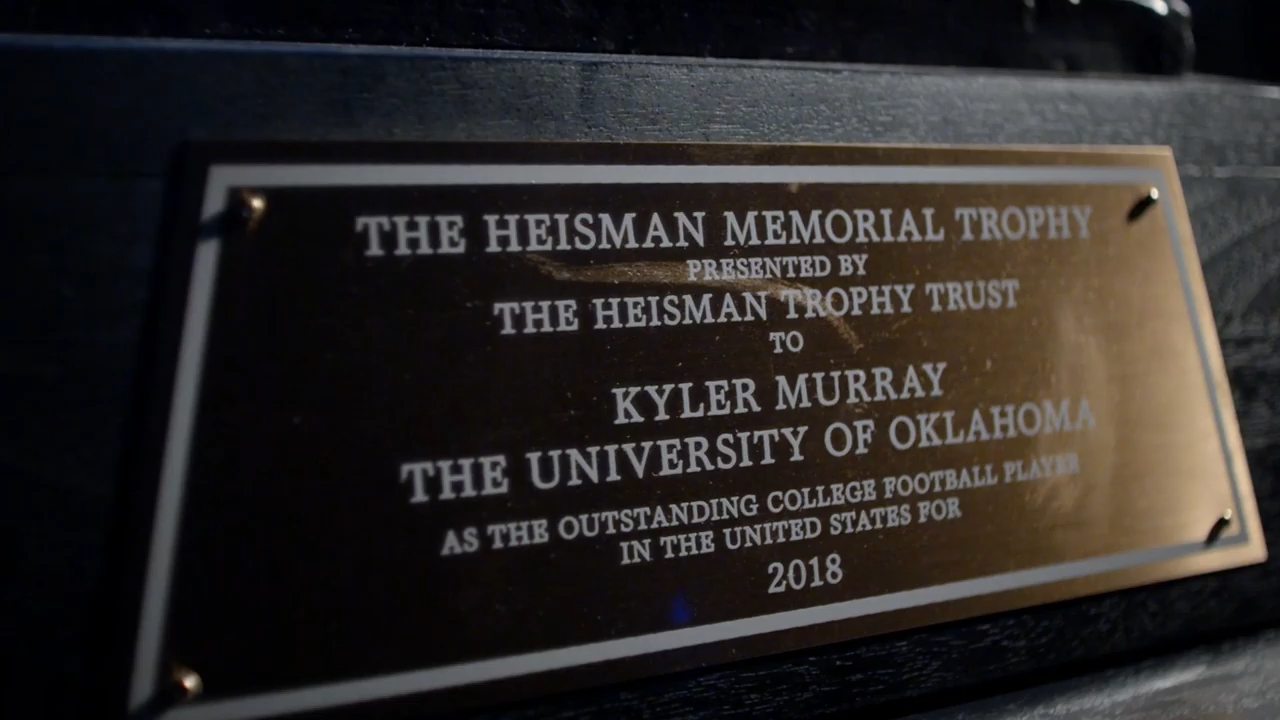 THE HEISMAN MEMORIAL TROPHY
PRESENTED BY
THE HEISMAN TROPHY TRUST
TO
KYLER MURRAY
THE UNIVERSITY OF OKLAHOMA
AS THE OUTSTANDING COLLEGE FOOTBALL PLAYER
IN THE UNITED STATES FOR
2018